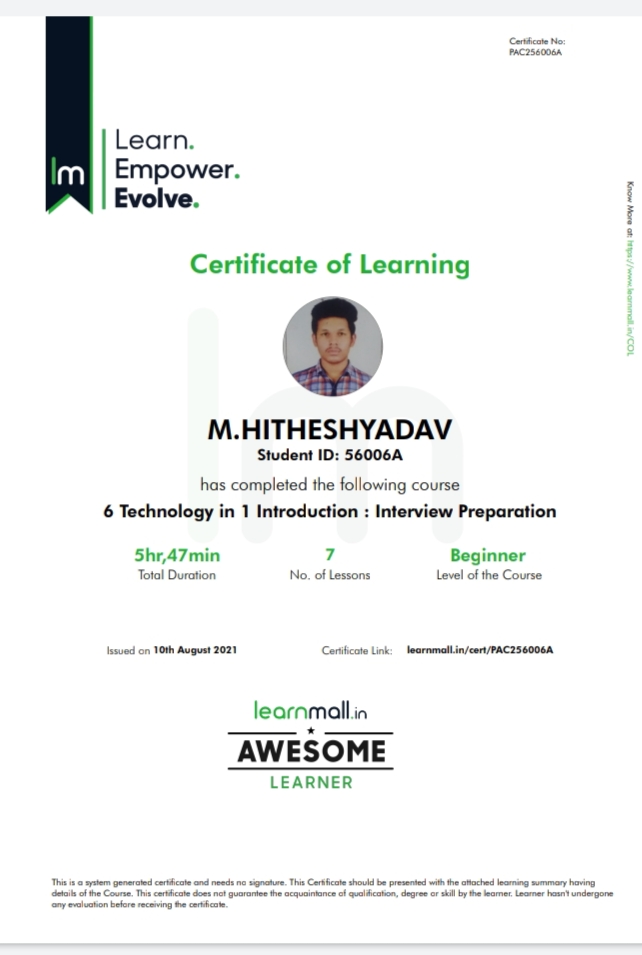 Certificate No:
PAC256006A
lm
Learn.
Empower.
Evolve.
Know More at: https://www.learnmall.in/COL
Certificate of Learning
M.HITHESHYADAV
Student ID: 56006A
has completed the following course
6 Technology in 1 Introduction : Interview Preparation
5hr,47min
Total Duration
7
No. of Lessons
Beginner
Level of the Course
Issued on 10th August 2021
Certificate Link: learnmall.in/cert/PAC256006A
learnmall.in
AWESOME
LEARNER
This is a system generated certificate and needs no signature. This Certificate should be presented with the attached learning summary having
details of the Course. This certificate does not guarantee the acquaintance of qualification, degree or skill by the learner. Learner hasn't undergone
any evaluation before receiving the certificate.